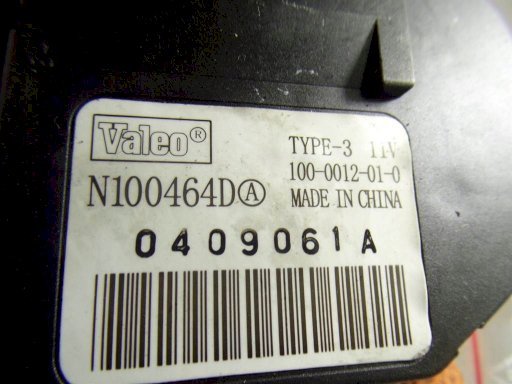 Valeo®
N100464DⒶ
TYPE-3 11V
100-0012-01-0
MADE IN CHINA
0409061A